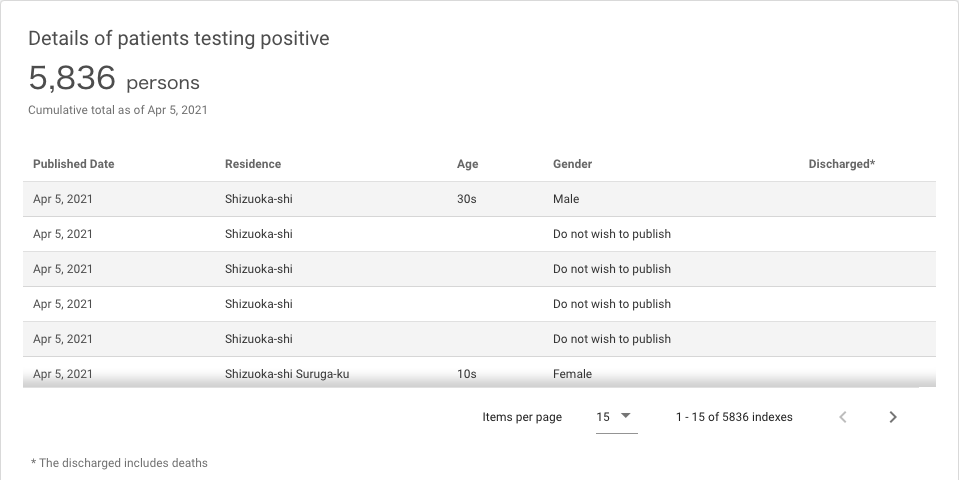 Details of patients testing positive
5,836 persons
Cumulative total as of Apr 5, 2021
Published Date Residence Age Gender Discharged*
Apr 5, 2021 Shizuoka-shi 30s Male
Apr 5, 2021 Shizuoka-shi Do not wish to publish
Apr 5, 2021 Shizuoka-shi Do not wish to publish
Apr 5, 2021 Shizuoka-shi Do not wish to publish
Apr 5, 2021 Shizuoka-shi Do not wish to publish
Apr 5, 2021 Shizuoka-shi Suruga-ku 10s Female
Items per page 15 1 - 15 of 5836 indexes
* The discharged includes deaths